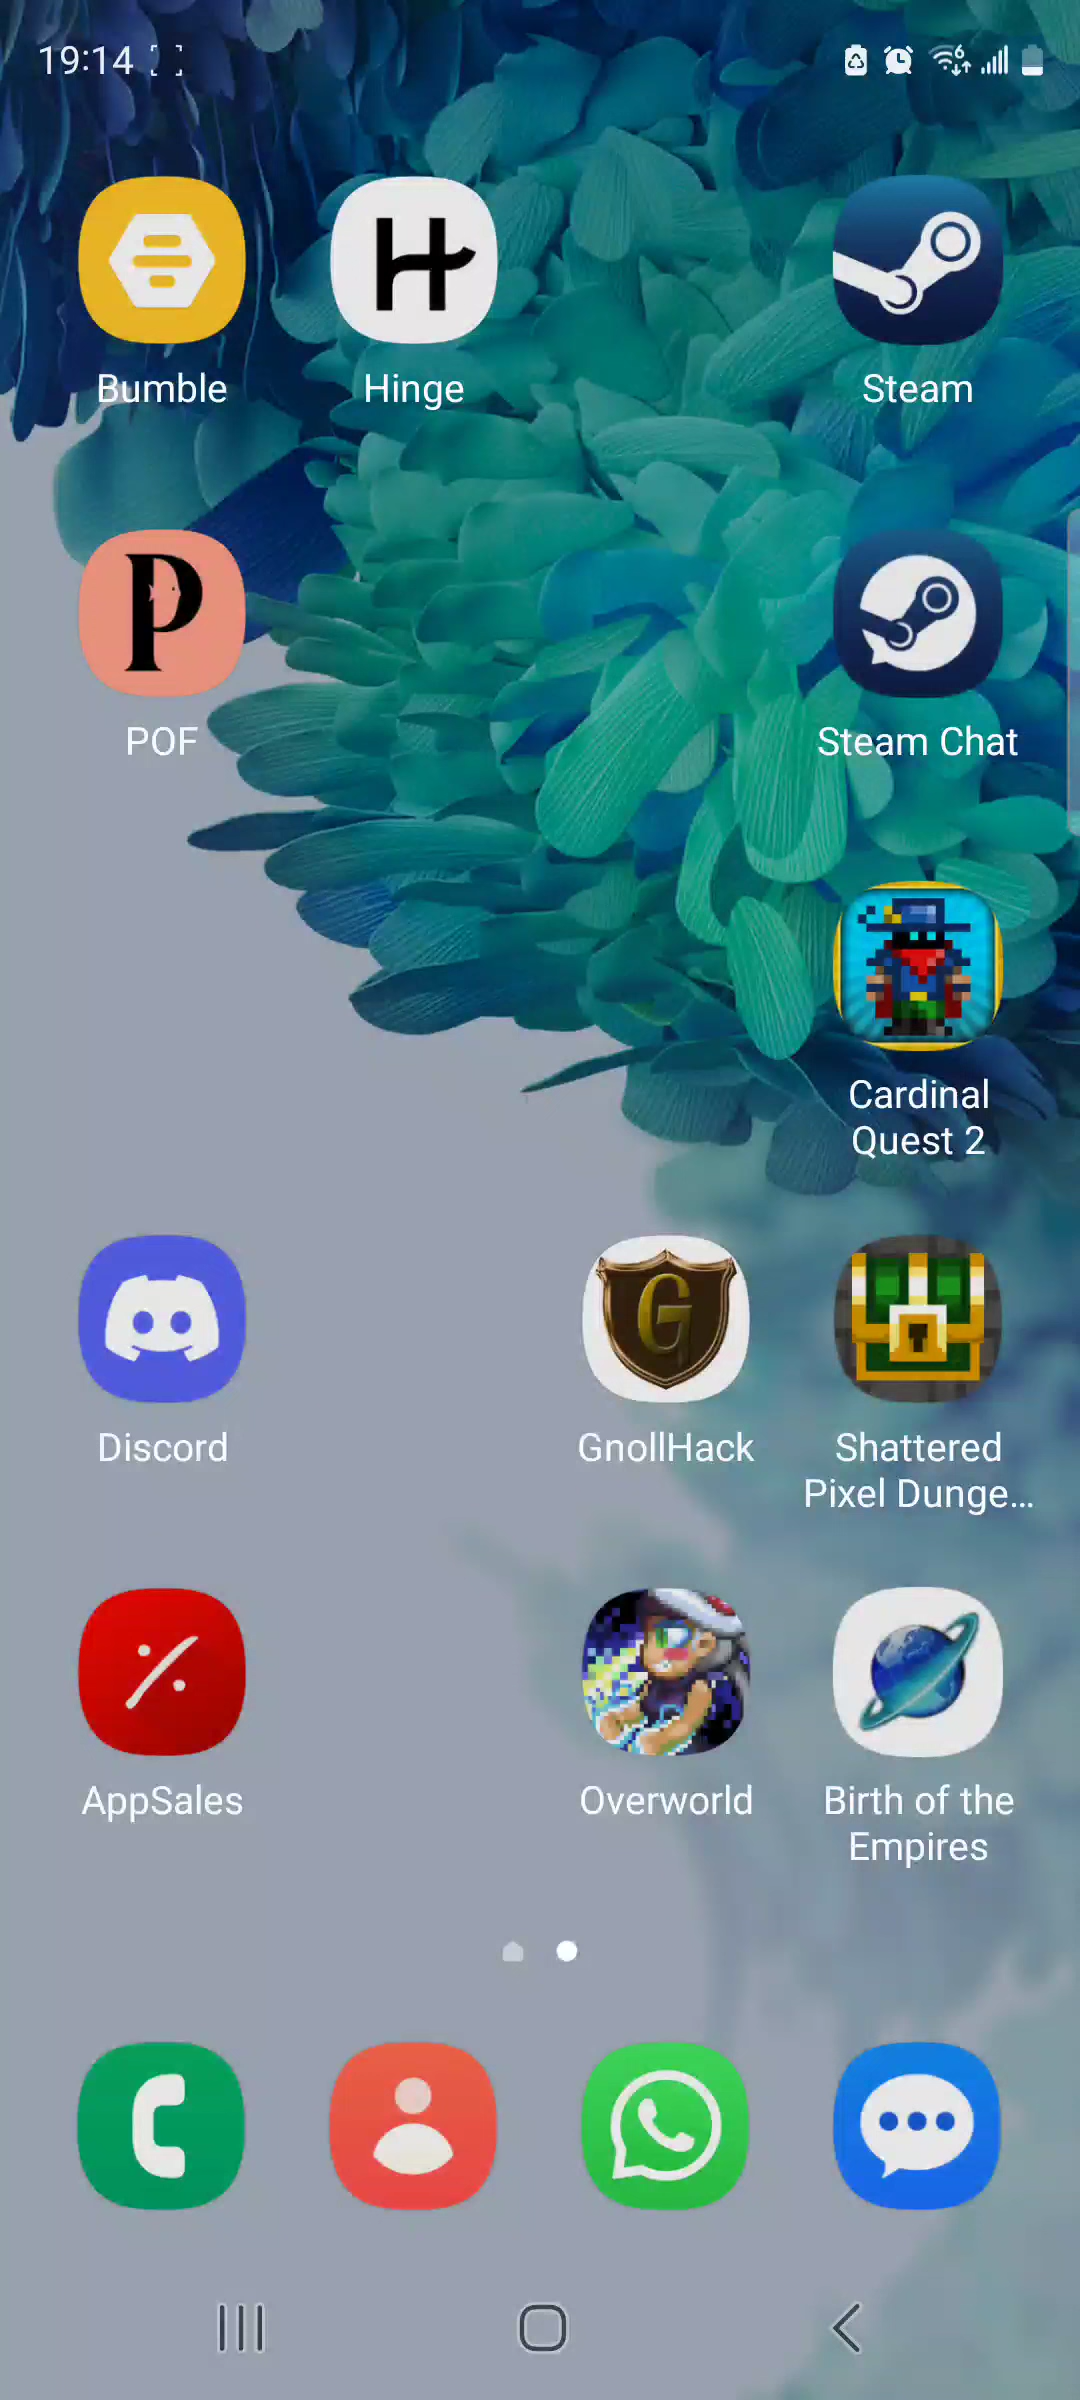 19:14
Bumble
Hinge
Steam
POF
Steam Chat
Cardinal
Quest 2
Discord
GnollHack
Shattered
Pixel Dunge...
AppSales
Overworld
Birth of the
Empires